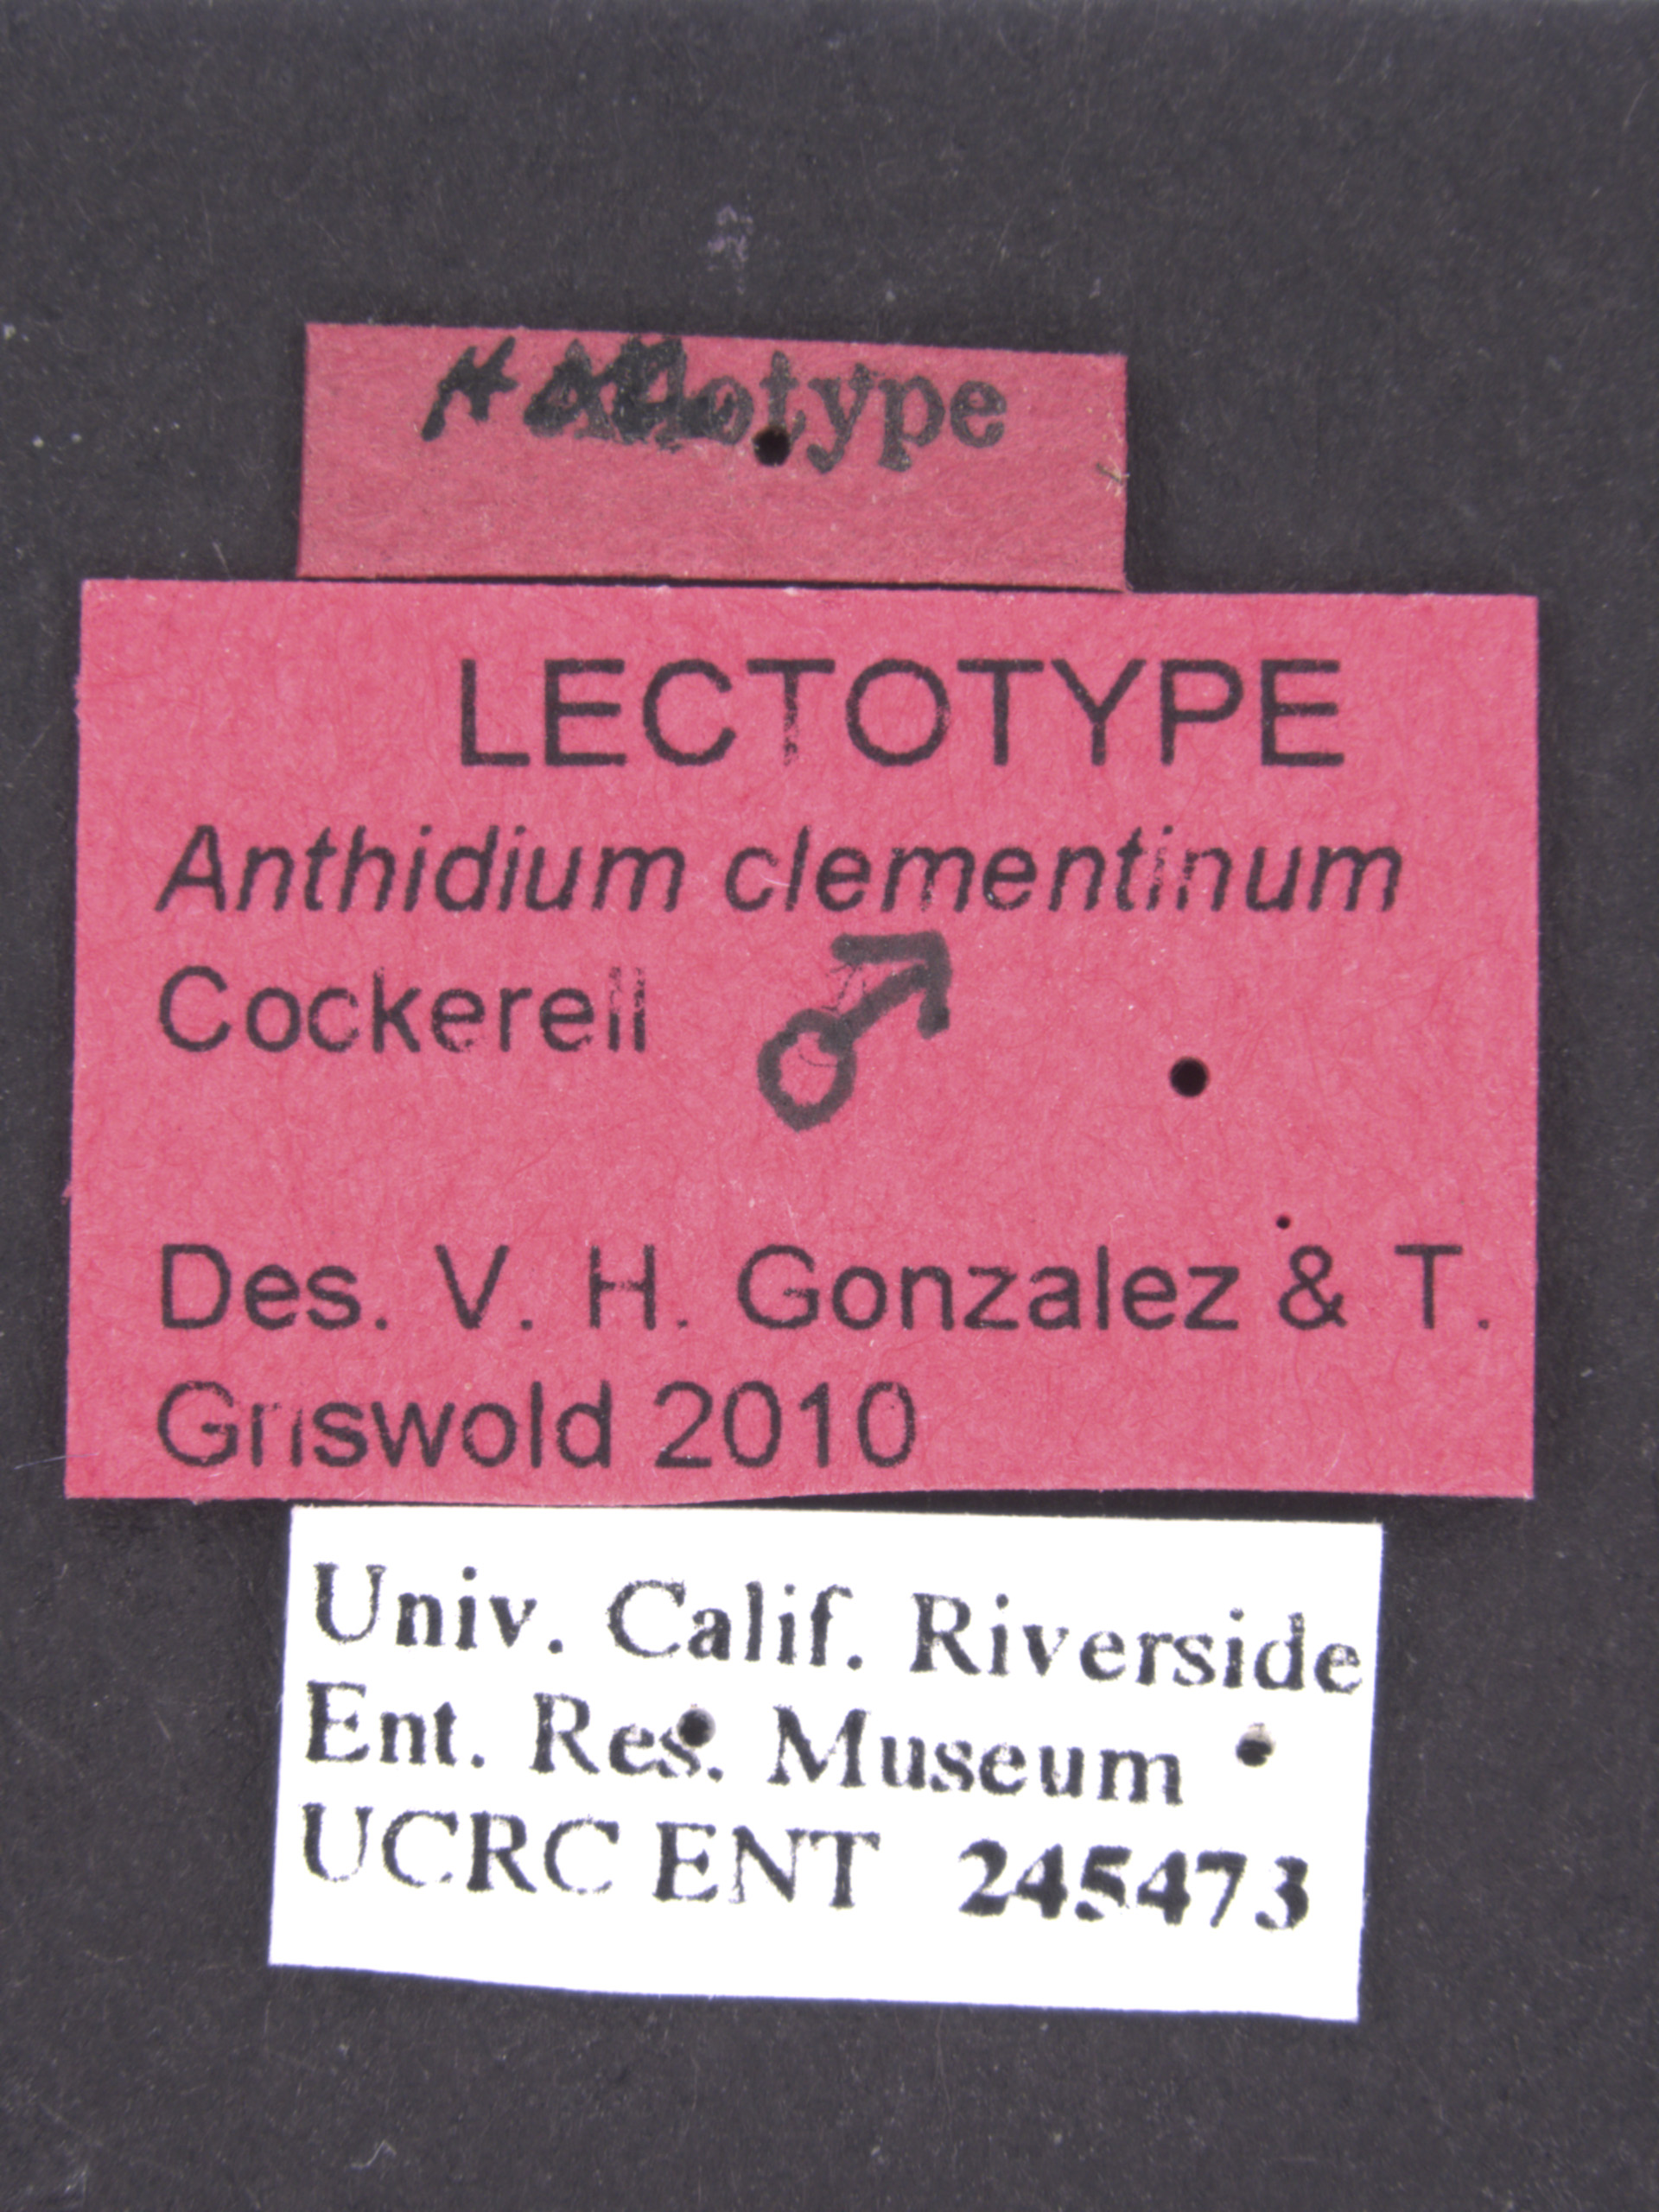 Holotype
LECTOTYPE
Anthidium clementinum
Cockerell ♂
Des. V. H. Gonzalez & T.
Griswold 2010
Univ. Calif. Riverside
Ent. Res. Museum
UCRC ENT 245473